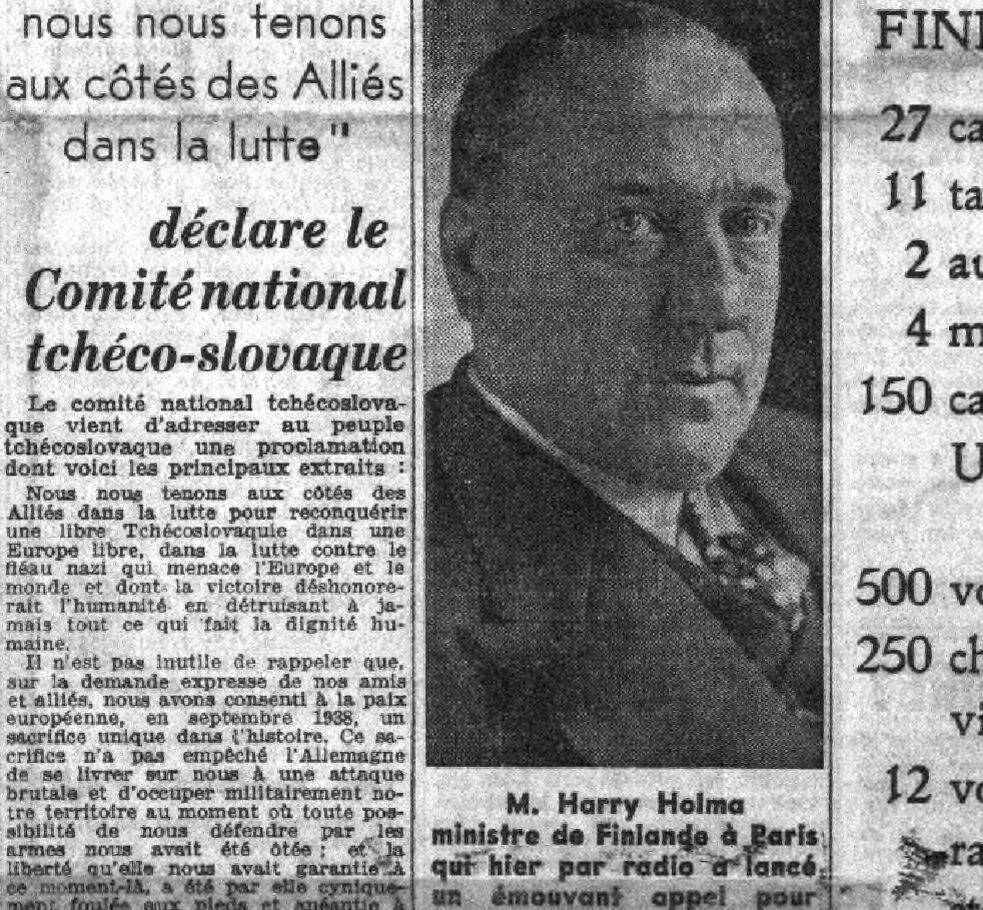 nous nous tenons
aux côtés des Alliés
dans la lutte"
déclare le
Comité national
tchéco-slovaque
Le comité national tchécoslova-
que vient d'adresser au peuple
tchécoslovaque une proclamation
dont voici les principaux extraits :
Nous nous tenons aux côtés des
Alliés dans la lutte pour reconquérir
une libre Tchécoslovaquie dans une
Europe libre, dans la lutte contre le
fléau nazi qui menace l'Europe et le
monde et dont la victoire déshonore-
rait l'humanité en détruisant à ja-
mais tout ce qui fait la dignité hu-
maine.
Il n'est pas inutile de rappeler que,
sur la demande expresse de nos amis
et alliés, nous avons consenti à la paix
européenne, en septembre 1938, un
sacrifice unique dans l'histoire. Ce sa-
crifice n'a pas empêché l'Allemagne
de se livrer sur nous à une attaque
brutale et d'occuper militairement no-
tre territoire au moment où toute pos-
sibilité de nous défendre par les
armes nous avait été ôtée ; et la
liberté qu'elle nous avait garantie à
ce moment-là, a été par elle cynique-
ment foulée aux pieds et anéantie à
M. Harry Holma
ministre de Finlande à Paris
qui hier par radio a lancé
un émouvant appel pour
FIN
27 ca
11 ta
2 au
4 m
150 ca
U
500 vo
250 ch
vi
12 vo
ra
et